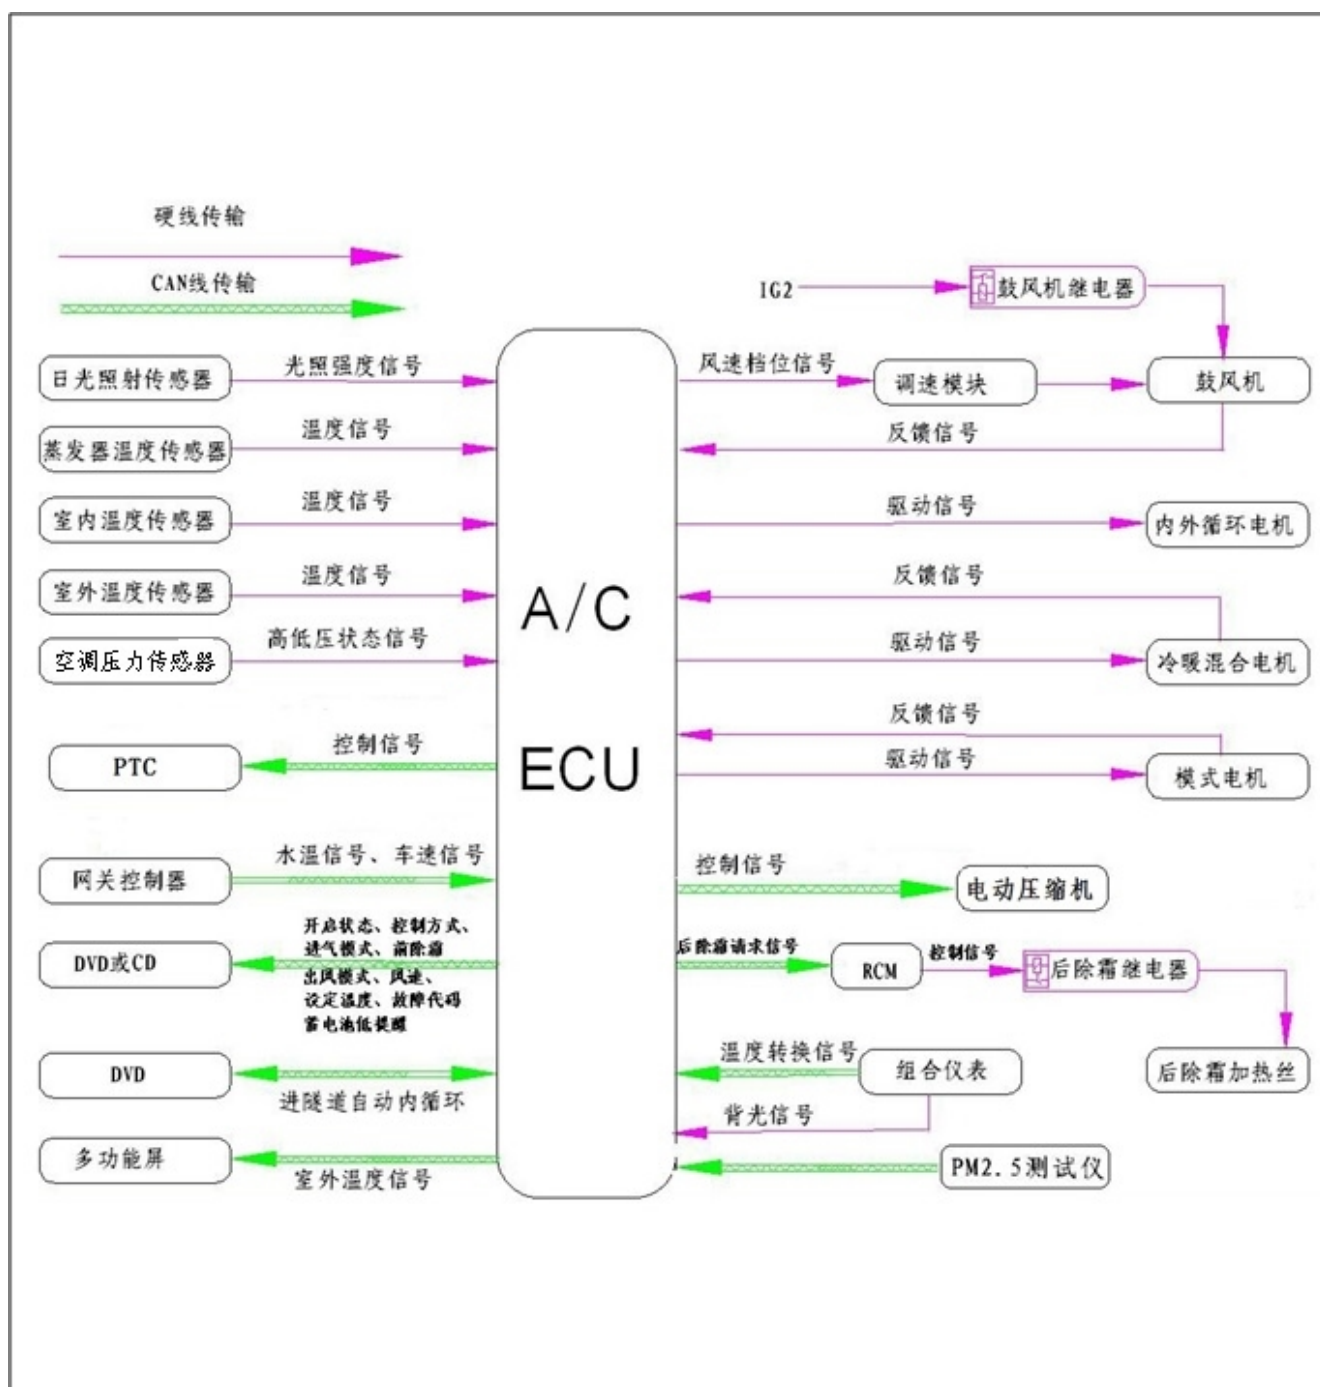 硬线传输
CAN线传输
IG2
鼓风机继电器
日光照射传感器
光照强度信号
风速档位信号
调速模块
鼓风机
蒸发器温度传感器
温度信号
反馈信号
室内温度传感器
温度信号
驱动信号
内外循环电机
室外温度传感器
温度信号
反馈信号
A/C
空调压力传感器
高低压状态信号
驱动信号
冷暖混合电机
反馈信号
PTC
控制信号
ECU
驱动信号
模式电机
网关控制器
水温信号、车速信号
控制信号
电动压缩机
DVD或CD
开启状态、控制方式、
进气模式、前除霜
出风模式、风速、
设定温度、故障代码
蓄电池低提醒
后除霜请求信号
RCM
控制信号
后除霜继电器
DVD
进隧道自动内循环
温度转换信号
组合仪表
后除霜加热丝
背光信号
多功能屏
室外温度信号
PM2.5测试仪